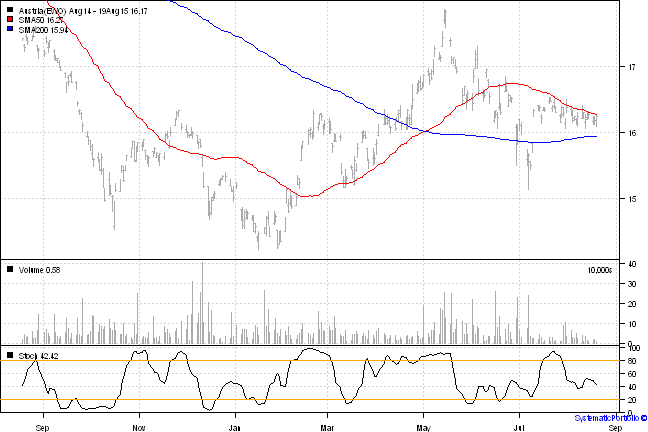 Austria(EWO) Aug14 - 19Aug15 16.17
SMA50 16.27
SMA200 15.94
17
16
15
Volume 0.58
10,000s
40
30
20
10
0
Stoch 42.42
100
80
60
40
20
0
Sep
Nov
Jan
Mar
May
Jul
Sep
SystematicPortfolio ©